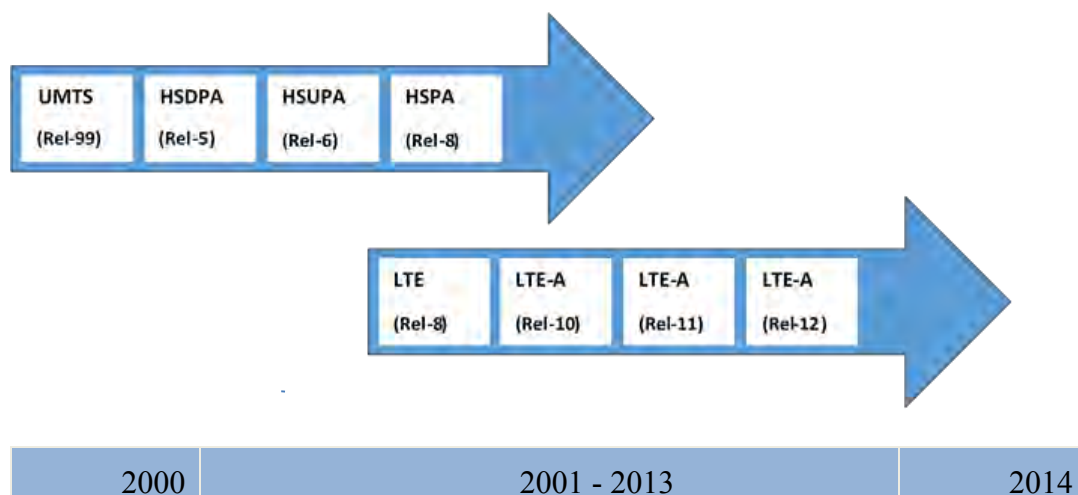 UMTS
(Rel-99)
HSDPA
(Rel-5)
HSUPA
(Rel-6)
HSPA
(Rel-8)
LTE
(Rel-8)
LTE-A
(Rel-10)
LTE-A
(Rel-11)
LTE-A
(Rel-12)
2000
2001 - 2013
2014